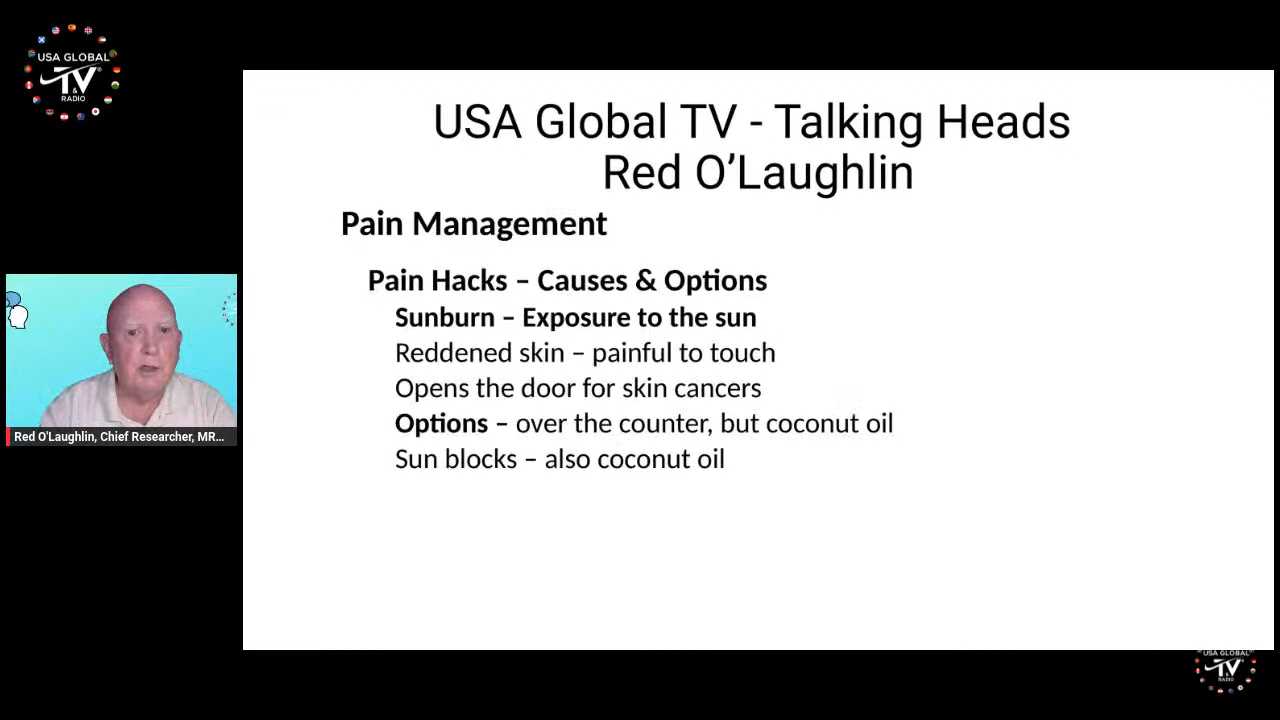 USA GLOBAL
TV
&
RADIO
USA Global TV - Talking Heads
Red O’Laughlin
Pain Management
Pain Hacks – Causes & Options
Sunburn – Exposure to the sun
Reddened skin – painful to touch
Opens the door for skin cancers
Options – over the counter, but coconut oil
Sun blocks – also coconut oil
Red O'Laughlin, Chief Researcher, MR...
USA GLOBAL
TV
RADIO